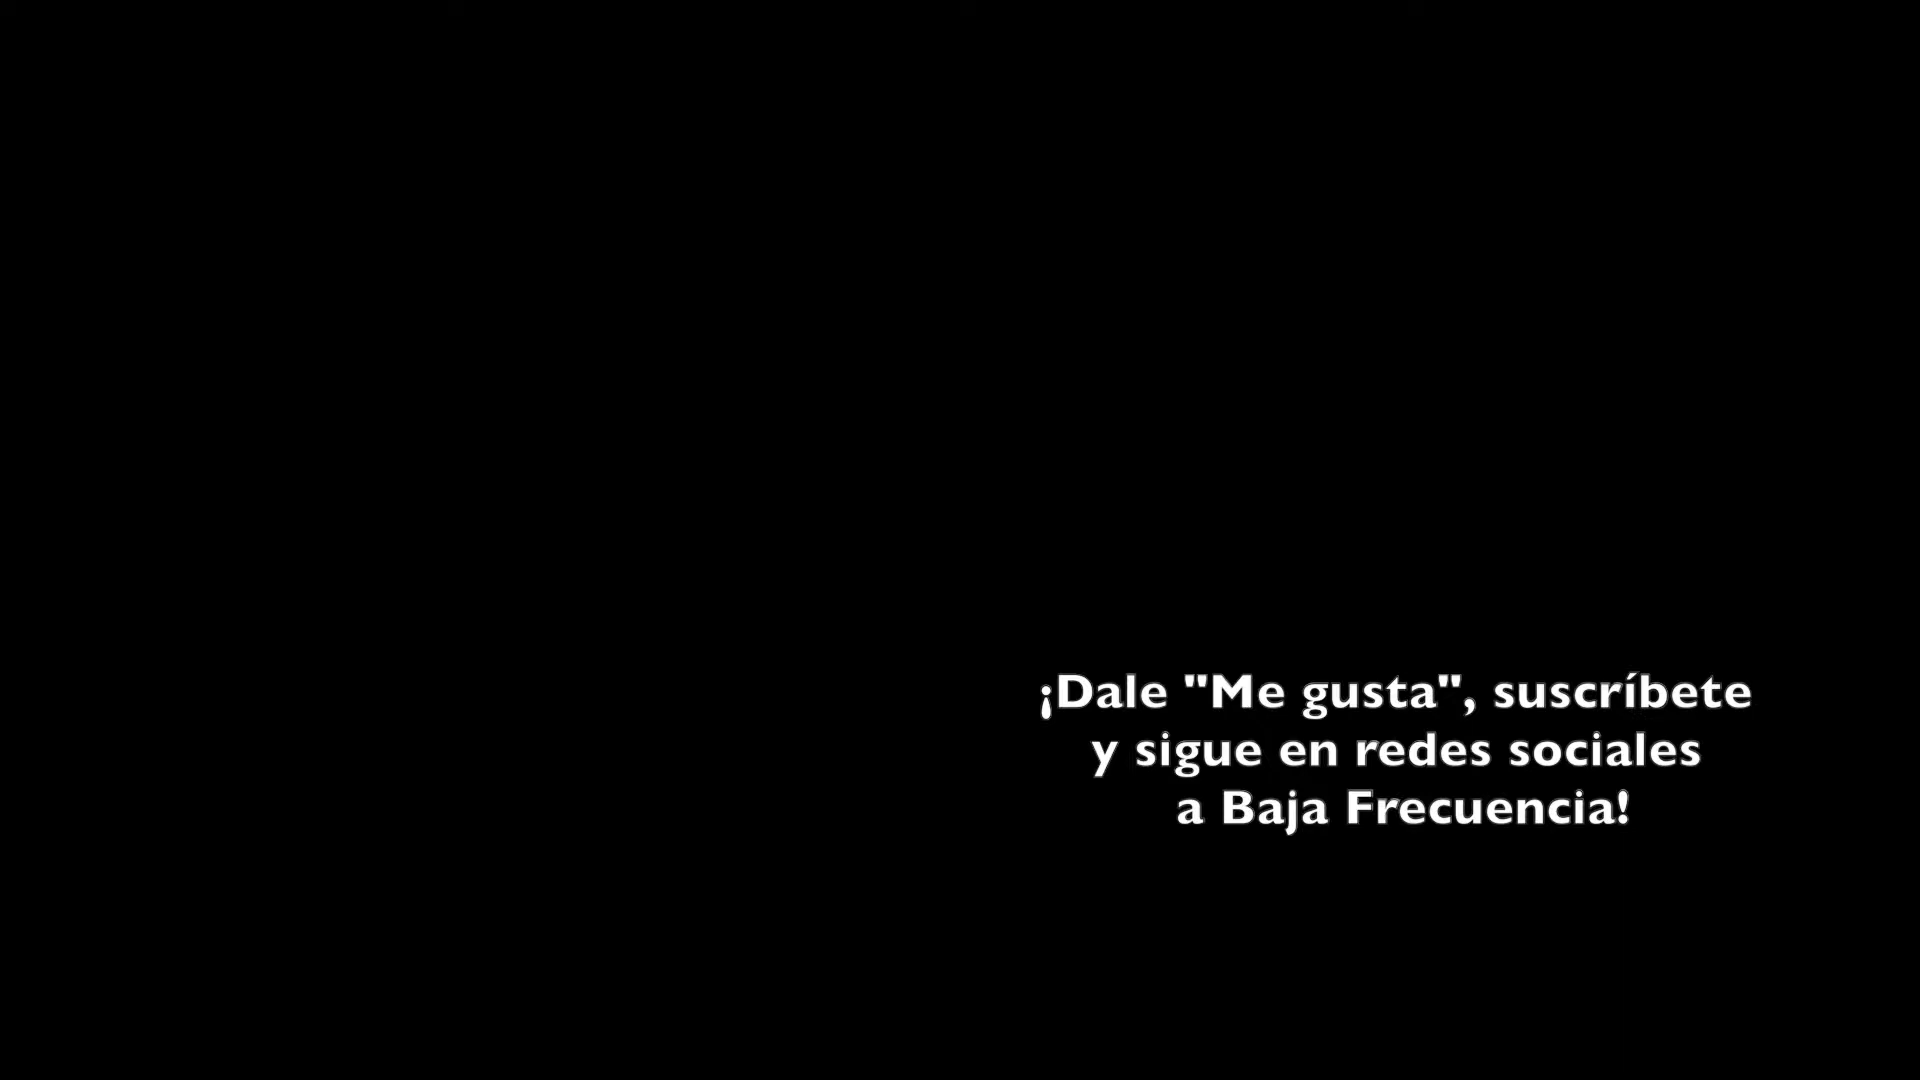 ¡Dale "Me gusta", suscríbete
y sigue en redes sociales
a Baja Frecuencia!